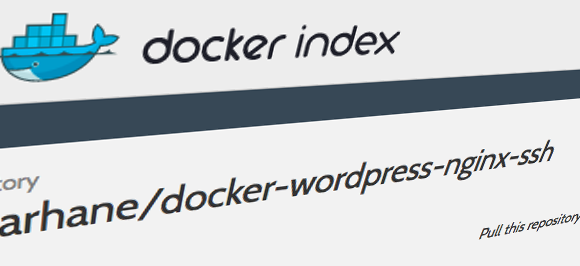 docker index
tory
arhane/docker-wordpress-nginx-ssh
Pull this repository